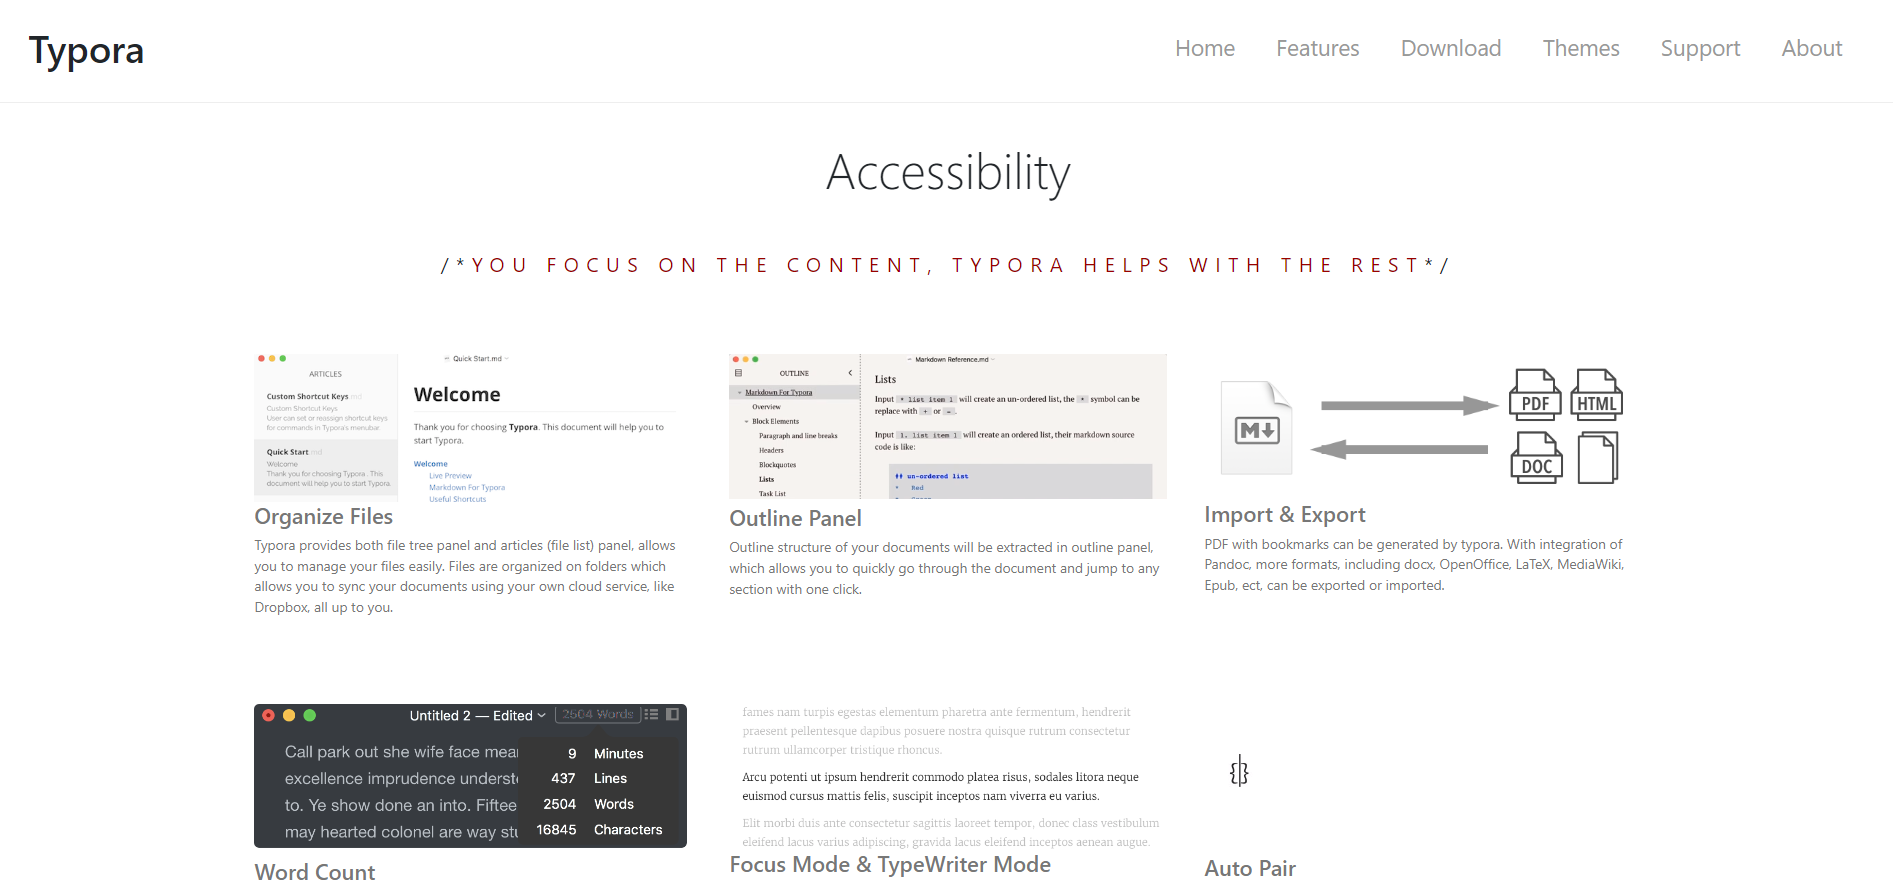 Typora
Home Features Download Themes Support About
Accessibility
/*YOU FOCUS ON THE CONTENT, TYPORA HELPS WITH THE REST*/
Quick Start.md
ARTICLES
Custom Shortcut Keys md
Custom Shortcut Keys
User can set or reassign shortcut keys
for commands in Typora's menubar.
Quick Start md
Welcome
Thank you for choosing Typora. This
document will help you to start Typora.
Welcome
Thank you for choosing Typora. This document will help you to
start Typora.
Welcome
Live Preview
Markdown For Typora
Useful Shortcuts
Organize Files
Typora provides both file tree panel and articles (file list) panel, allows
you to manage your files easily. Files are organized on folders which
allows you to sync your documents using your own cloud service, like
Dropbox, all up to you.
Markdown Reference.md
OUTLINE
Markdown For Typora
Overview
Block Elements
Paragraph and line breaks
Headers
Blockquotes
Lists
Task List
Lists
Input * list item 1 will create an un-ordered list, the * symbol can be
replace with + or -.
Input 1. list item 1 will create an ordered list, their markdown source
code is like:
## un-ordered list
* Red
Outline Panel
Outline structure of your documents will be extracted in outline panel,
which allows you to quickly go through the document and jump to any
section with one click.
M
PDF HTML
DOC
Import & Export
PDF with bookmarks can be generated by typora. With integration of
Pandoc, more formats, including docx, OpenOffice, LaTeX, MediaWiki,
Epub, ect, can be exported or imported.
Untitled 2 — Edited 2504 Words
Call park out she wife face mean
excellence imprudence underst
to. Ye show done an into. Fifteen
may hearted colonel are way stu
9 Minutes
437 Lines
2504 Words
16845 Characters
Word Count
fames nam turpis egestas elementum pharetra ante fermentum, hendrerit
praesent pellentesque dapibus posuere nostra quisque rutrum consectetur
rutrum ullamcorper tristique rhoncus.
Arcu potenti ut ipsum hendrerit commodo platea risus, sodales litora neque
euismod cursus mattis felis, suscipit inceptos nam viverra eu varius.
Elit morbi duis ante consectetur sagittis laoreet tempor, donec class vestibulum
eleifend lacus varius adipiscing, gravida lacus eleifend inceptos aenean augue.
Focus Mode & TypeWriter Mode
{|}
Auto Pair